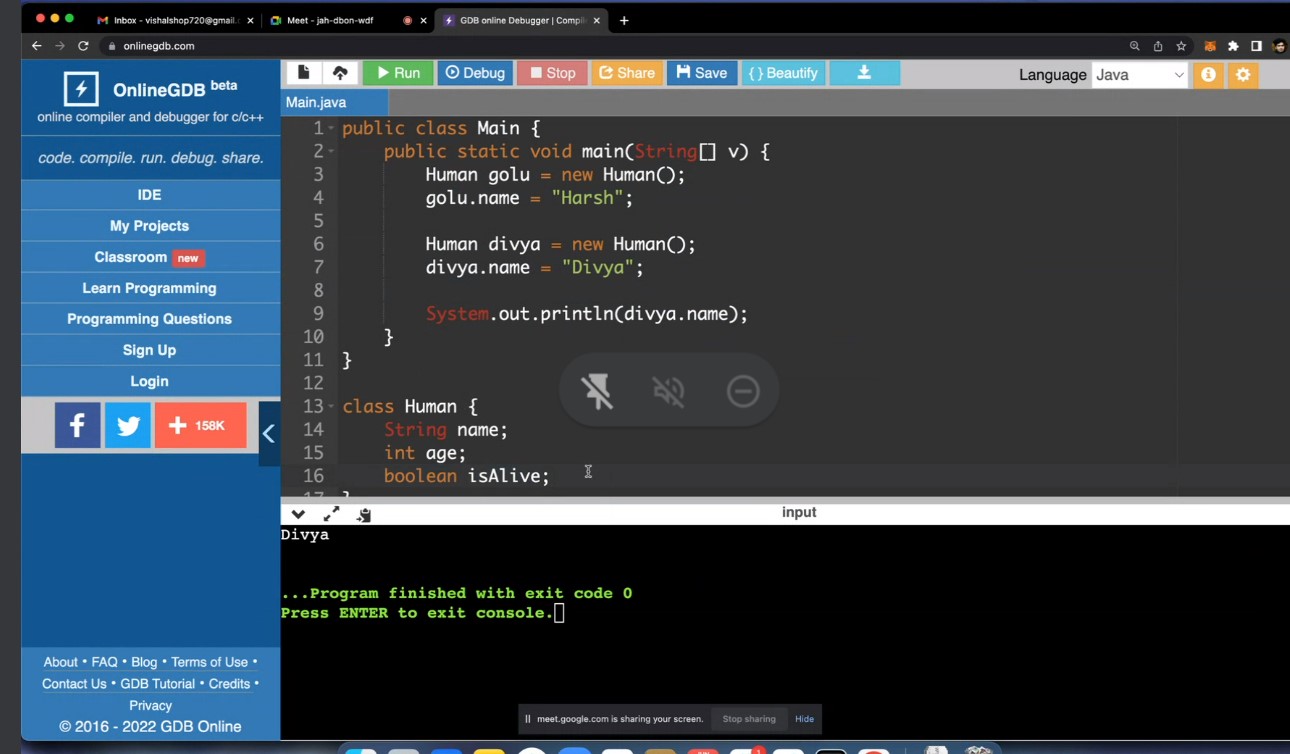 Inbox - vishalshop720@gmail.
Meet - jah-dbon-wdf
GDB online Debugger | Compil
onlinegdb.com
OnlineGDB beta
online compiler and debugger for c/c++
code. compile. run. debug. share.
IDE
My Projects
Classroom new
Learn Programming
Programming Questions
Sign Up
Login
f
+ 158K
About • FAQ • Blog • Terms of Use •
Contact Us • GDB Tutorial • Credits •
Privacy
© 2016 - 2022 GDB Online
Run Debug Stop Share Save {} Beautify Language Java
Main.java
1 public class Main {
2 public static void main(String[] v) {
3 Human golu = new Human();
4 golu.name = "Harsh";
5
6 Human divya = new Human();
7 divya.name = "Divya";
8
9 System.out.println(divya.name);
10 }
11 }
12
13 class Human {
14 String name;
15 int age;
16 boolean isAlive;
17 }
input
Divya
...Program finished with exit code 0
Press ENTER to exit console.
meet.google.com is sharing your screen. Stop sharing Hide